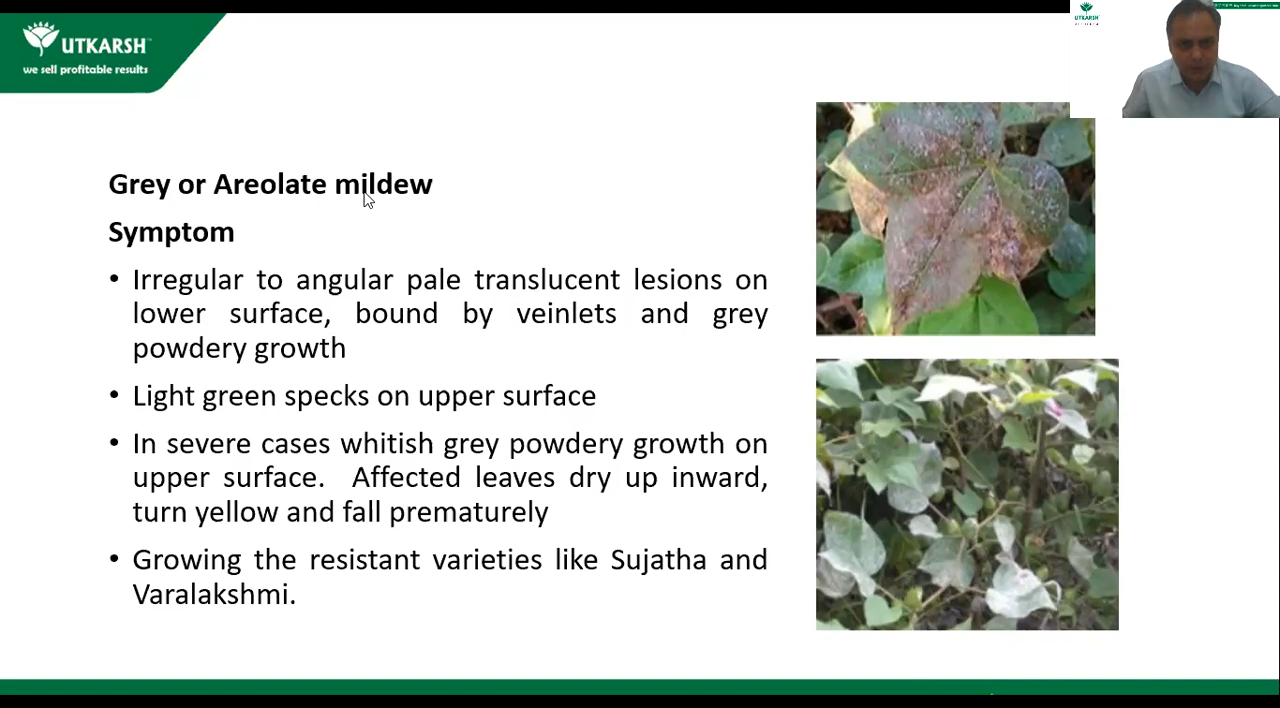 UTKARSH
we sell profitable results
UTKARSH
Grey or Areolate mildew
Symptom
• Irregular to angular pale translucent lesions on
lower surface, bound by veinlets and grey
powdery growth
• Light green specks on upper surface
• In severe cases whitish grey powdery growth on
upper surface. Affected leaves dry up inward,
turn yellow and fall prematurely
• Growing the resistant varieties like Sujatha and
Varalakshmi.